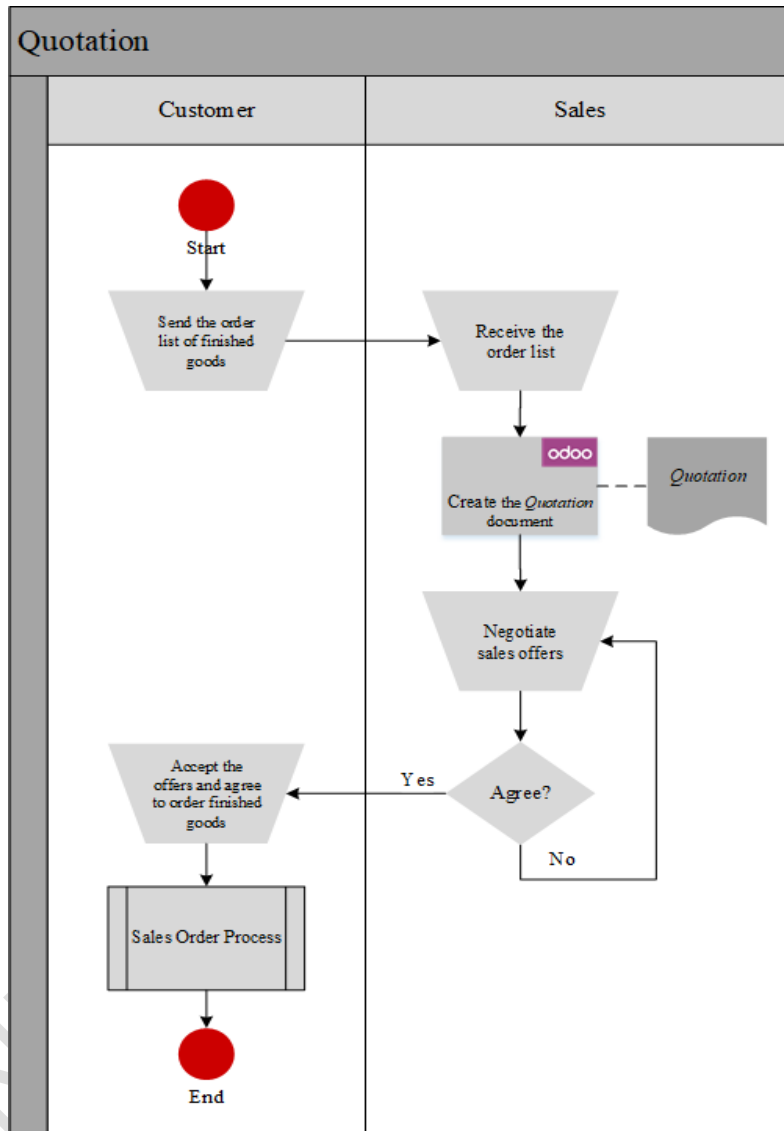 Quotation
Customer
Sales
Start
Send the order
list of finished
goods
Receive the
order list
odoo
Create the Quotation
document
Quotation
Negotiate
sales offers
Accept the
offers and agree
to order finished
goods
Yes
Agree?
No
Sales Order Process
End